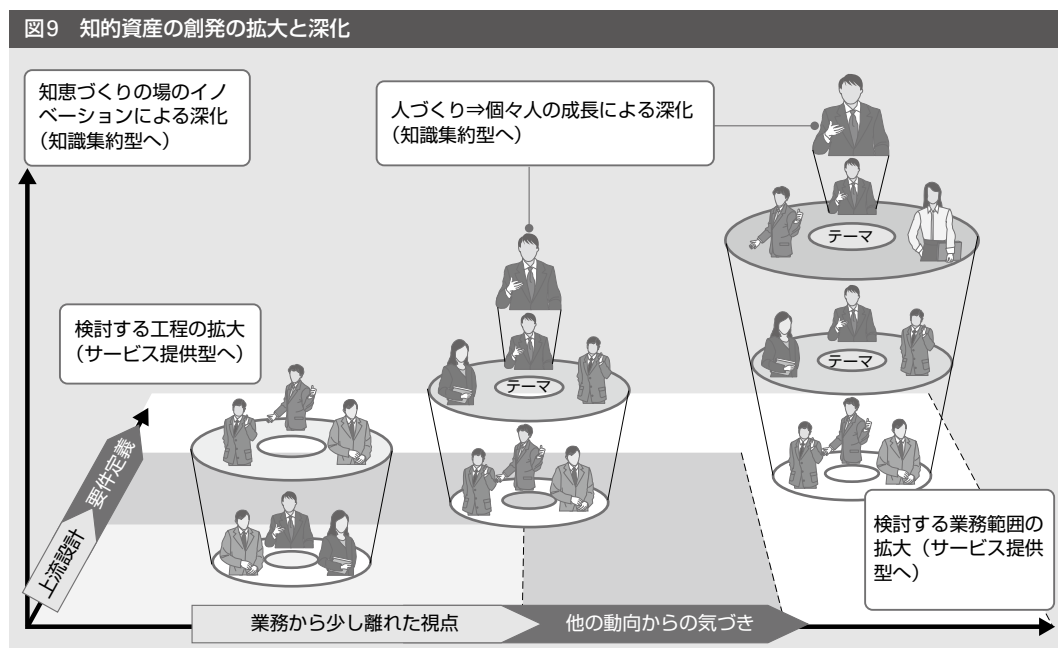 図9　知的資産の創発の拡大と深化
知恵づくりの場のイノ
ベーションによる深化
（知識集約型へ）
人づくり⇒個々人の成長による深化
（知識集約型へ）
テーマ
検討する工程の拡大
（サービス提供型へ）
テーマ
テーマ
要件定義
上流設計
検討する業務範囲の
拡大（サービス提供
型へ）
業務から少し離れた視点
他の動向からの気づき